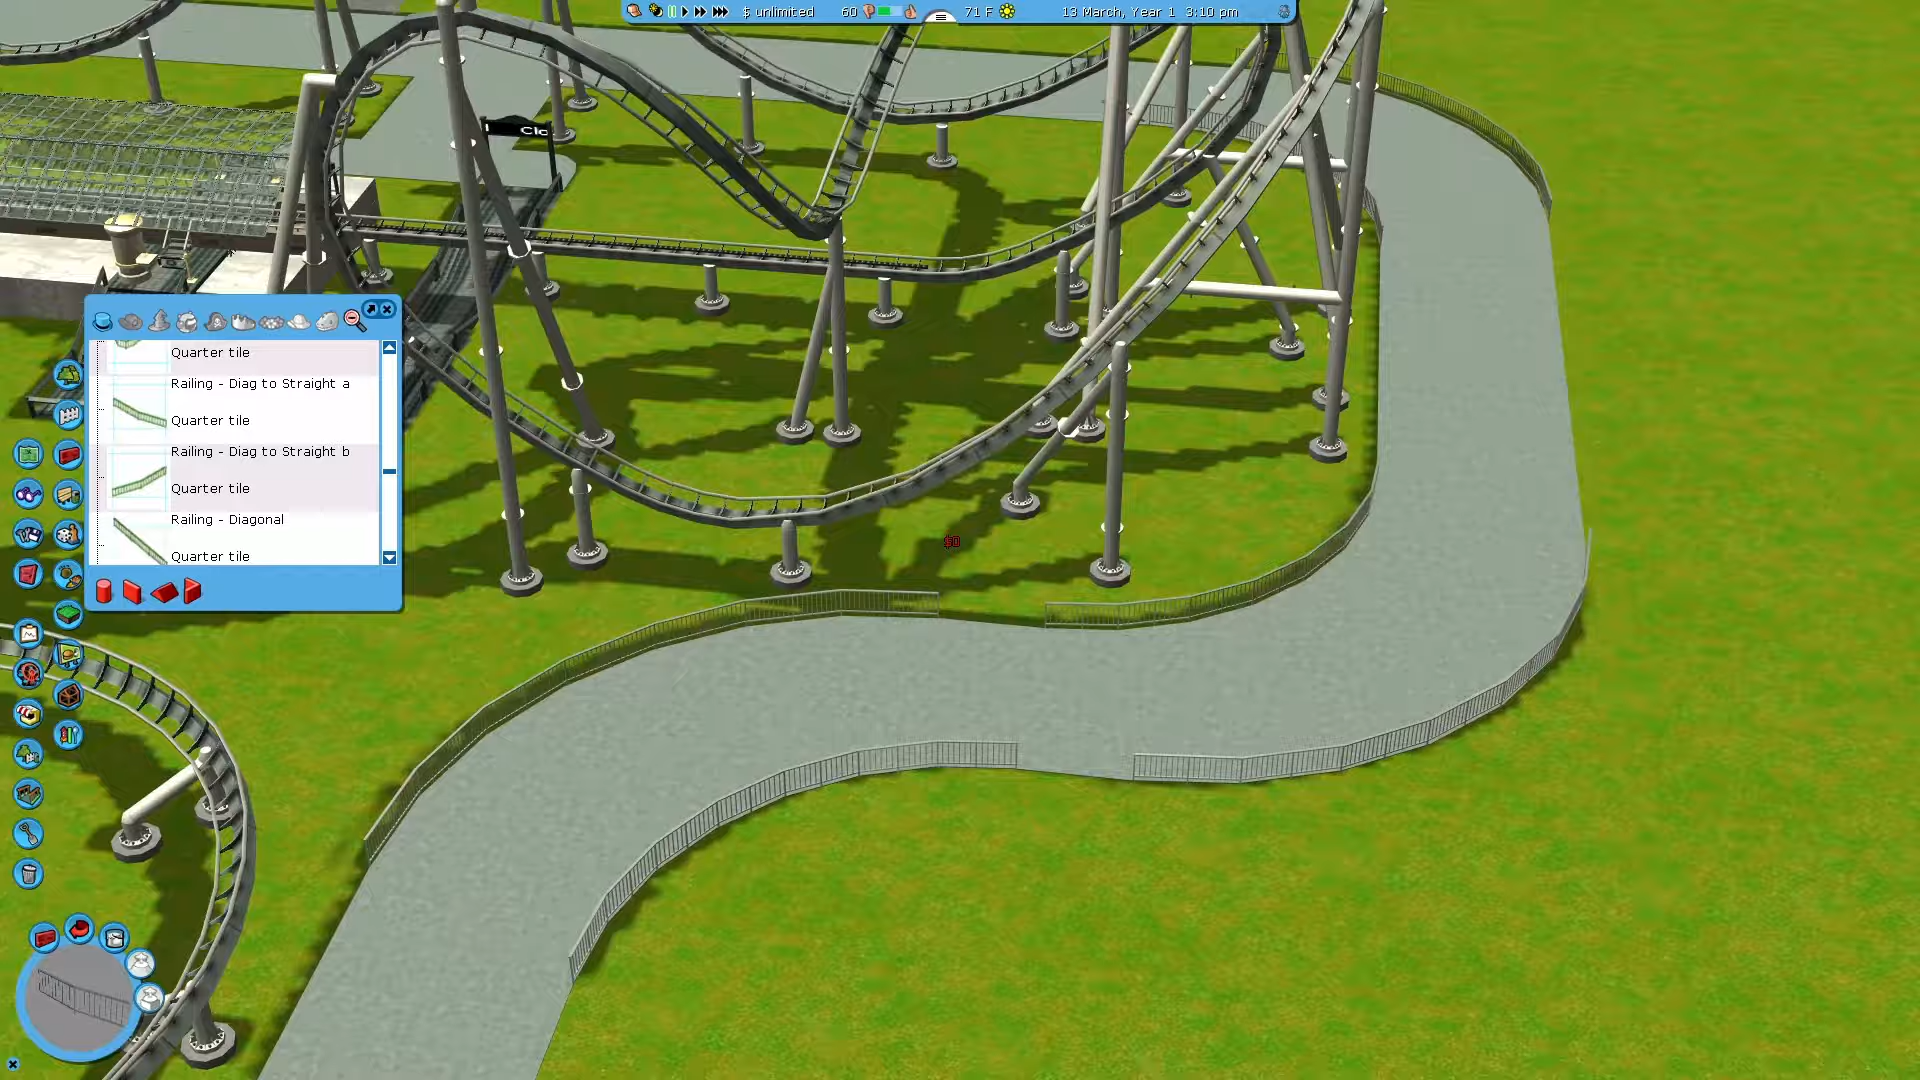 $ unlimited 60 71 F 13 March, Year 1 3:10 pm
Clo
Quarter tile
Railing - Diag to Straight a
Quarter tile
Railing - Diag to Straight b
Quarter tile
Railing - Diagonal
Quarter tile
$0